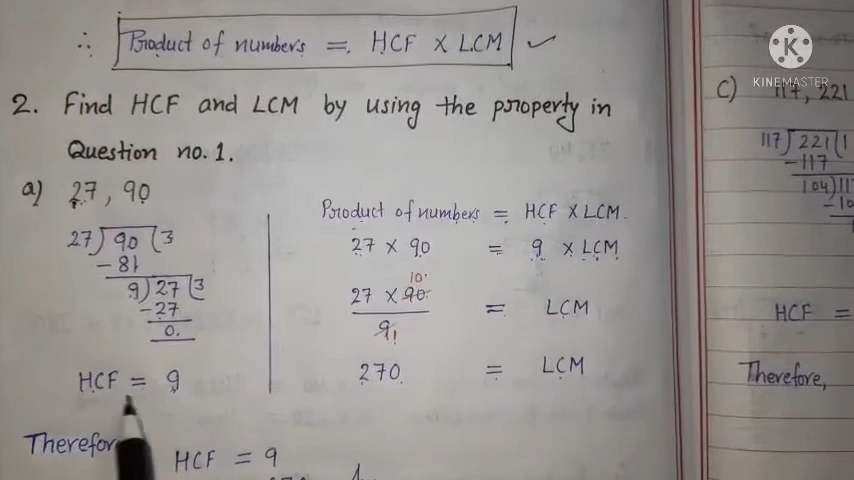 ∴ Product of numbers = HCF X LCM
KINEMASTER
2. Find HCF and LCM by using the property in
Question no.1.
a) 27, 90
27) 90 (3
- 81
9) 27 (3
- 27
0
HCF = 9
Product of numbers = HCF X LCM.
27 × 90 = 9 × LCM
10
27 × 90 = LCM
9 1
270 = LCM
HCF = 9
C) 117, 221
117) 221 (1
- 117
104) 11
- 10
HCF =
Therefore,